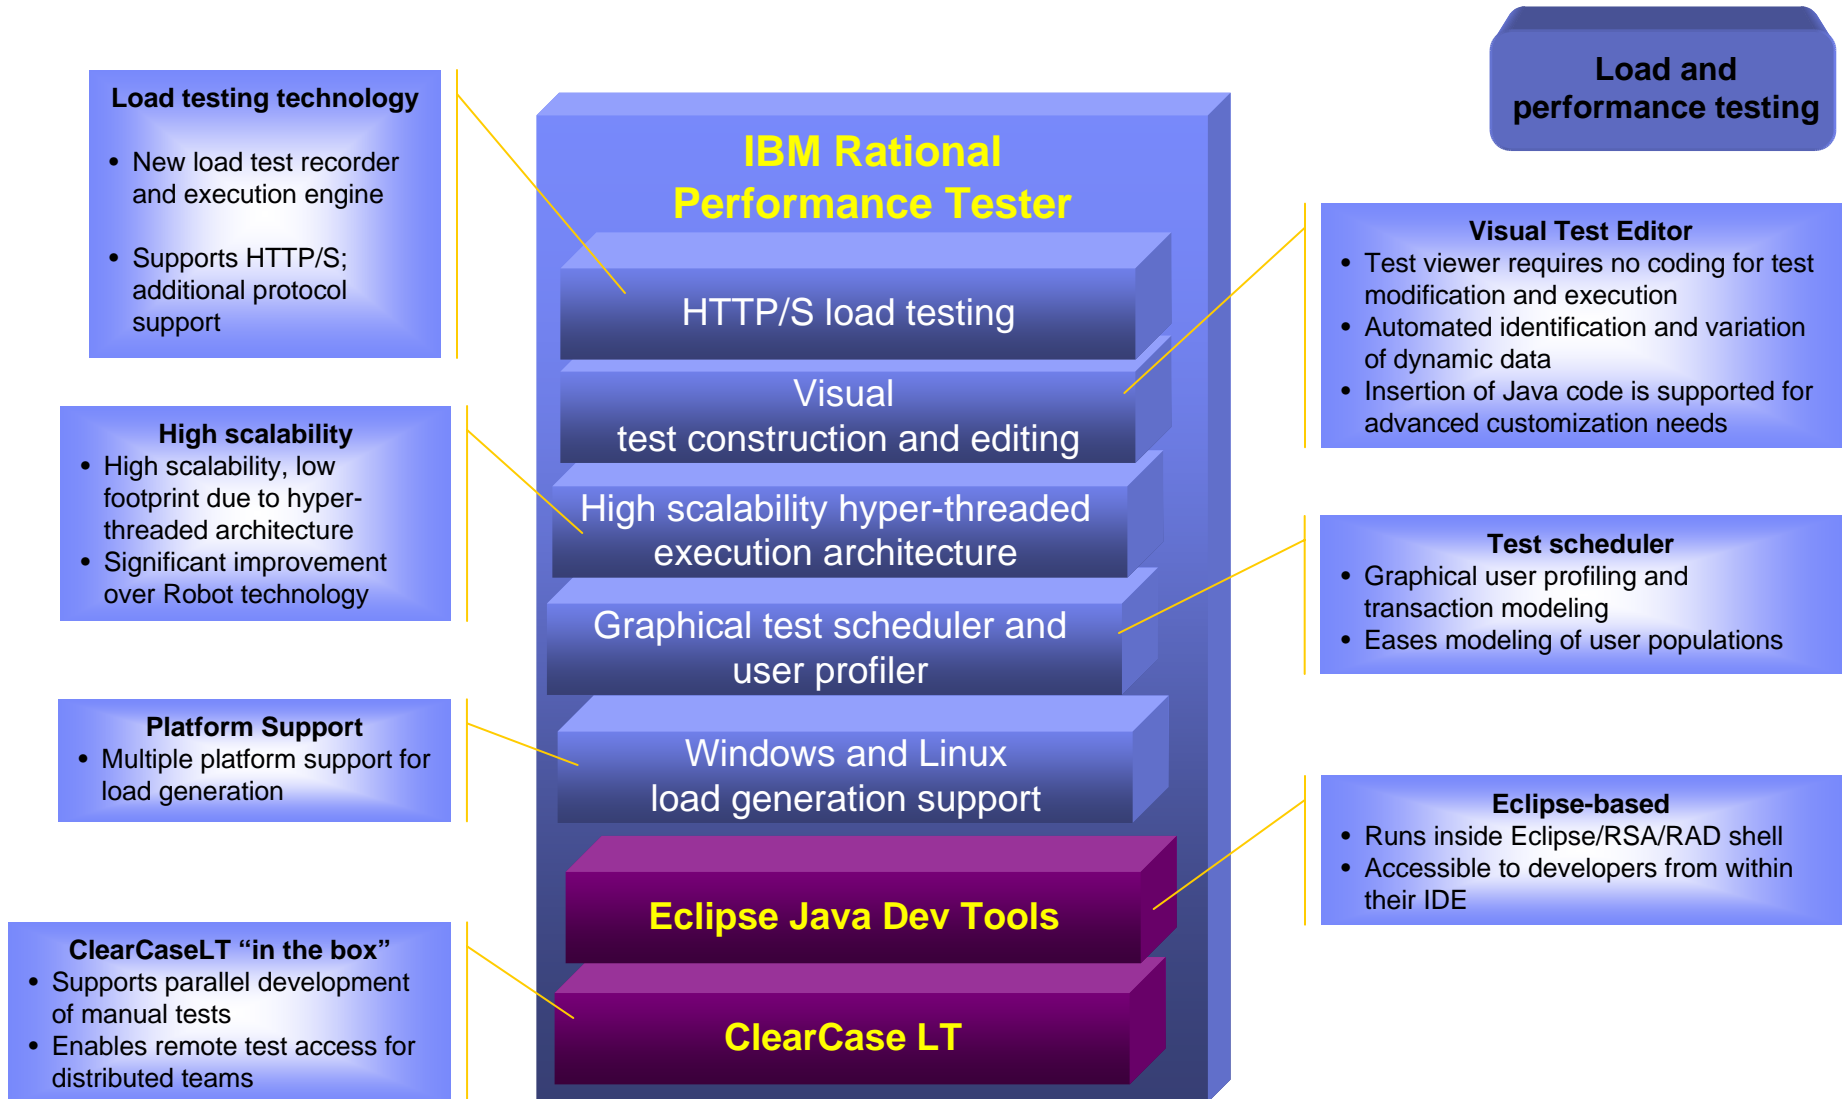 Load and
performance testing
IBM Rational
Performance Tester
Load testing technology
• New load test recorder
and execution engine
• Supports HTTP/S;
additional protocol
support
High scalability
• High scalability, low
footprint due to hyper-
threaded architecture
• Significant improvement
over Robot technology
Platform Support
• Multiple platform support for
load generation
ClearCaseLT “in the box”
• Supports parallel development
of manual tests
• Enables remote test access for
distributed teams
HTTP/S load testing
Visual
test construction and editing
High scalability hyper-threaded
execution architecture
Graphical test scheduler and
user profiler
Windows and Linux
load generation support
Eclipse Java Dev Tools
ClearCase LT
Visual Test Editor
• Test viewer requires no coding for test
modification and execution
• Automated identification and variation
of dynamic data
• Insertion of Java code is supported for
advanced customization needs
Test scheduler
• Graphical user profiling and
transaction modeling
• Eases modeling of user populations
Eclipse-based
• Runs inside Eclipse/RSA/RAD shell
• Accessible to developers from within
their IDE